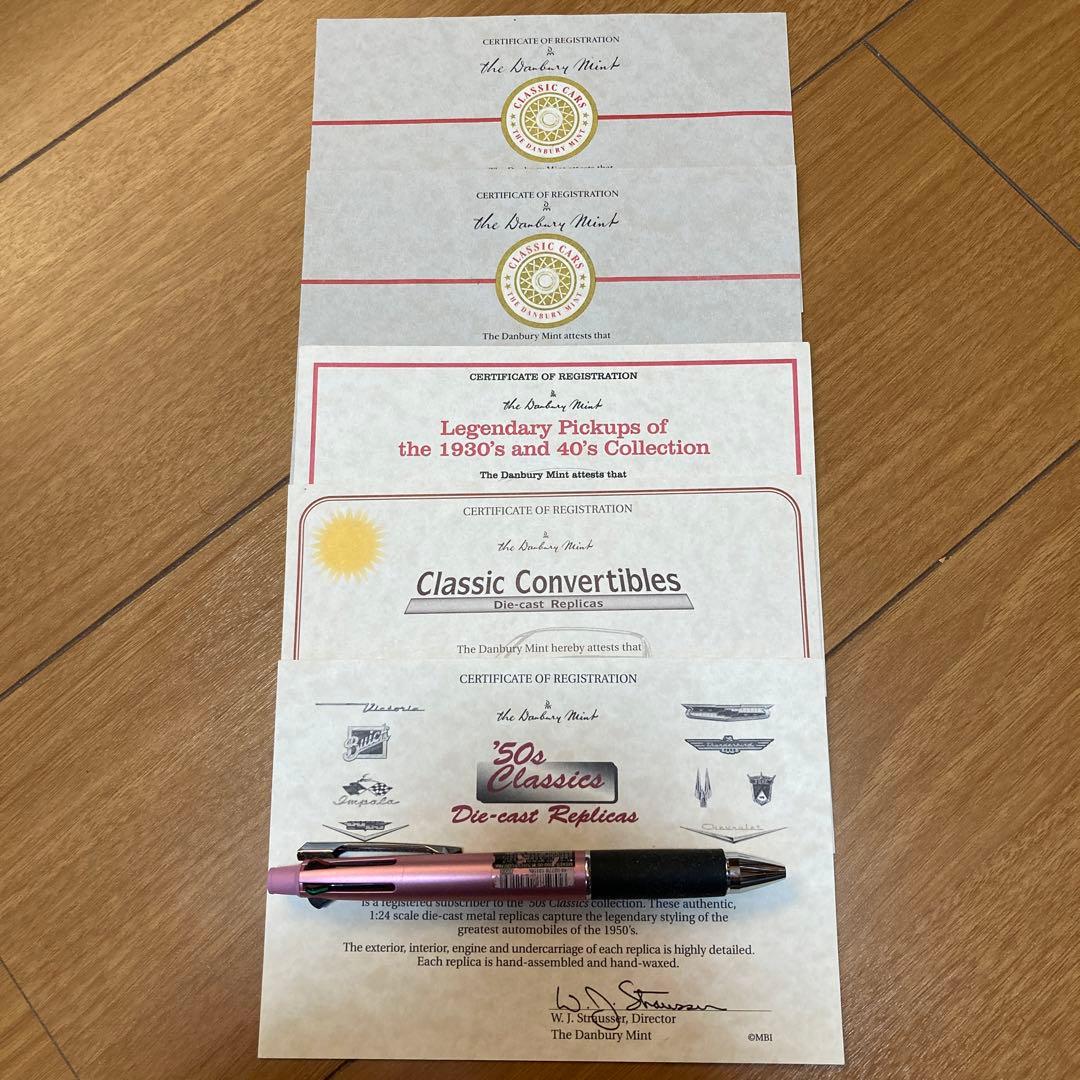 CERTIFICATE OF REGISTRATION
the Danbury Mint
CLASSIC CARS
THE DANBURY MINT
The Danbury Mint attests that
CERTIFICATE OF REGISTRATION
the Danbury Mint
CLASSIC CARS
THE DANBURY MINT
The Danbury Mint attests that
CERTIFICATE OF REGISTRATION
the Danbury Mint
Legendary Pickups of
the 1930's and 40's Collection
The Danbury Mint attests that
CERTIFICATE OF REGISTRATION
the Danbury Mint
Classic Convertibles
Die-cast Replicas
The Danbury Mint hereby attests that
CERTIFICATE OF REGISTRATION
the Danbury Mint
Victoria
Buick
Thunderbird
Impala
Chevrolet
'50s
Classics
Die-cast Replicas
is a registered subscriber to the '50s Classics collection. These authentic,
1:24 scale die-cast metal replicas capture the legendary styling of the
greatest automobiles of the 1950's.
The exterior, interior, engine and undercarriage of each replica is highly detailed.
Each replica is hand-assembled and hand-waxed.
W. J. Strausser
W. J. Strausser, Director
The Danbury Mint
©MBI